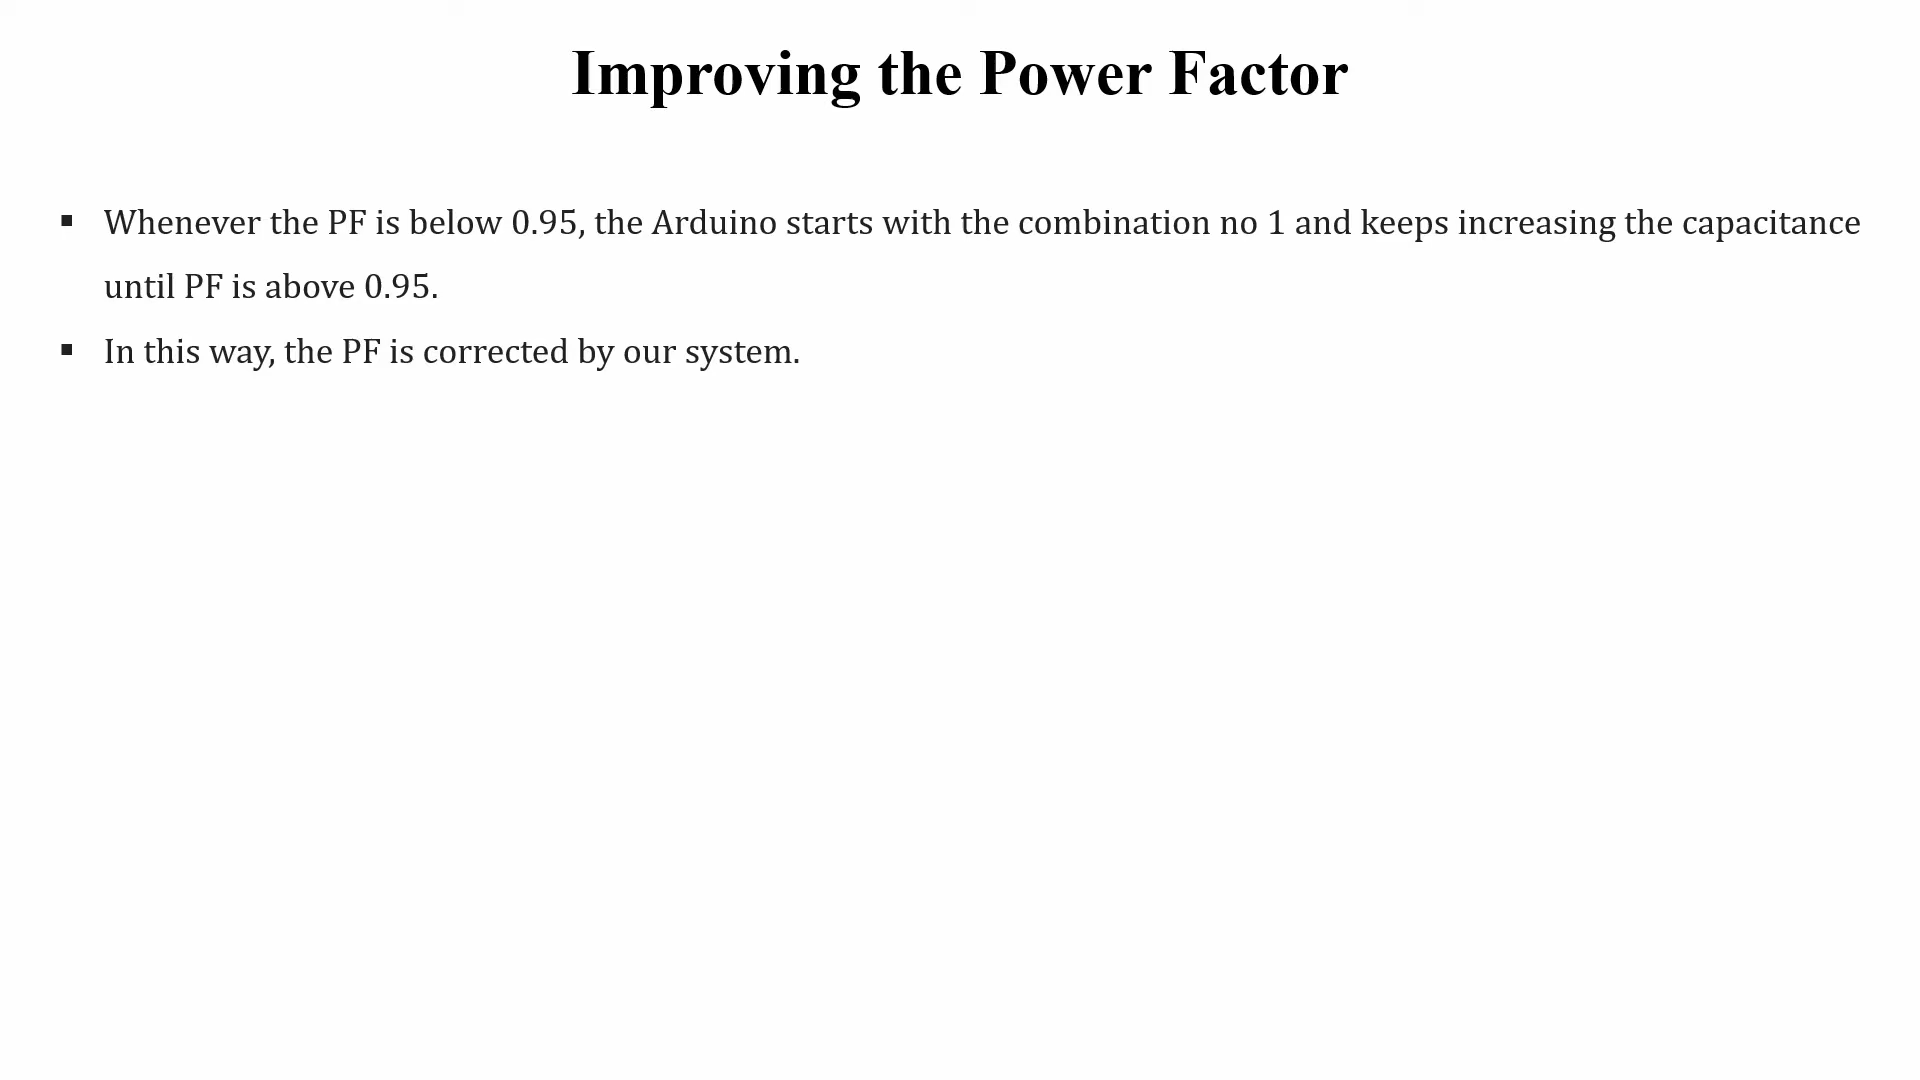 Improving the Power Factor
▪ Whenever the PF is below 0.95, the Arduino starts with the combination no 1 and keeps increasing the capacitance
until PF is above 0.95.
▪ In this way, the PF is corrected by our system.